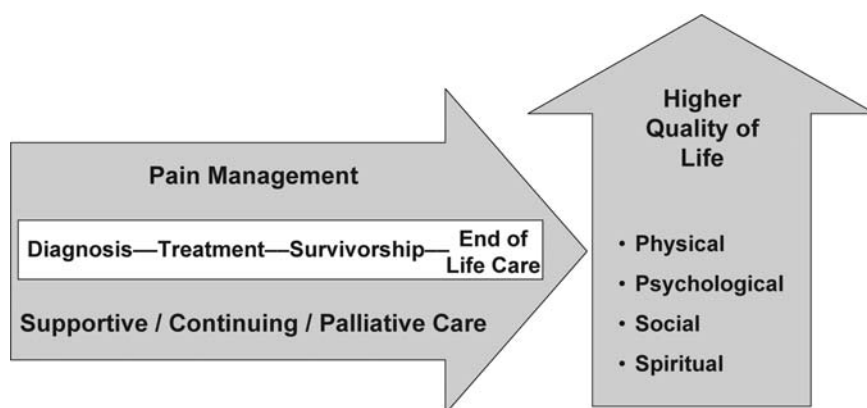 Pain Management
Diagnosis—Treatment—Survivorship—End of
Life Care
Supportive / Continuing / Palliative Care
Higher
Quality of
Life
• Physical
• Psychological
• Social
• Spiritual